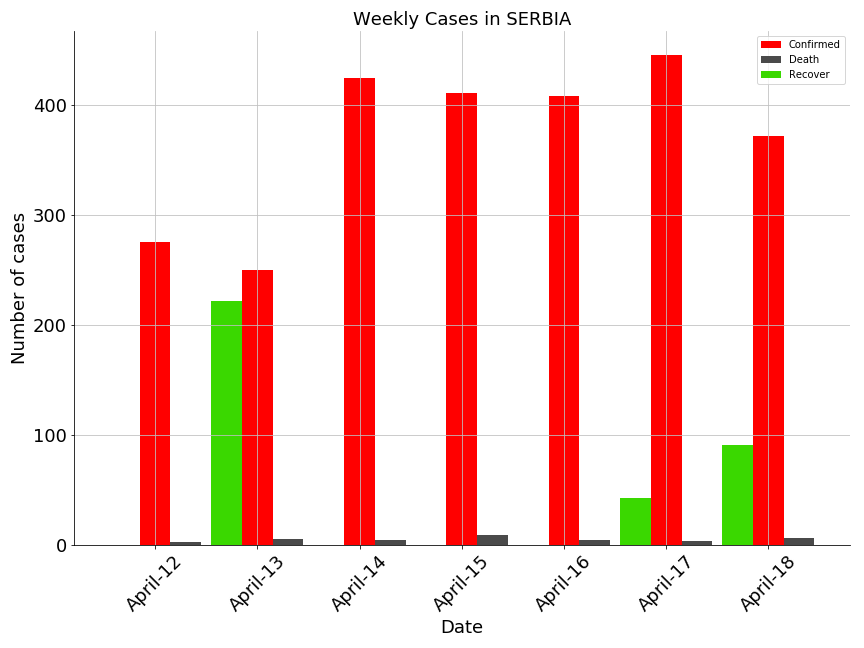 Weekly Cases in SERBIA
Confirmed
Death
Recover
Number of cases
400
300
200
100
0
April-12
April-13
April-14
April-15
April-16
April-17
April-18
Date